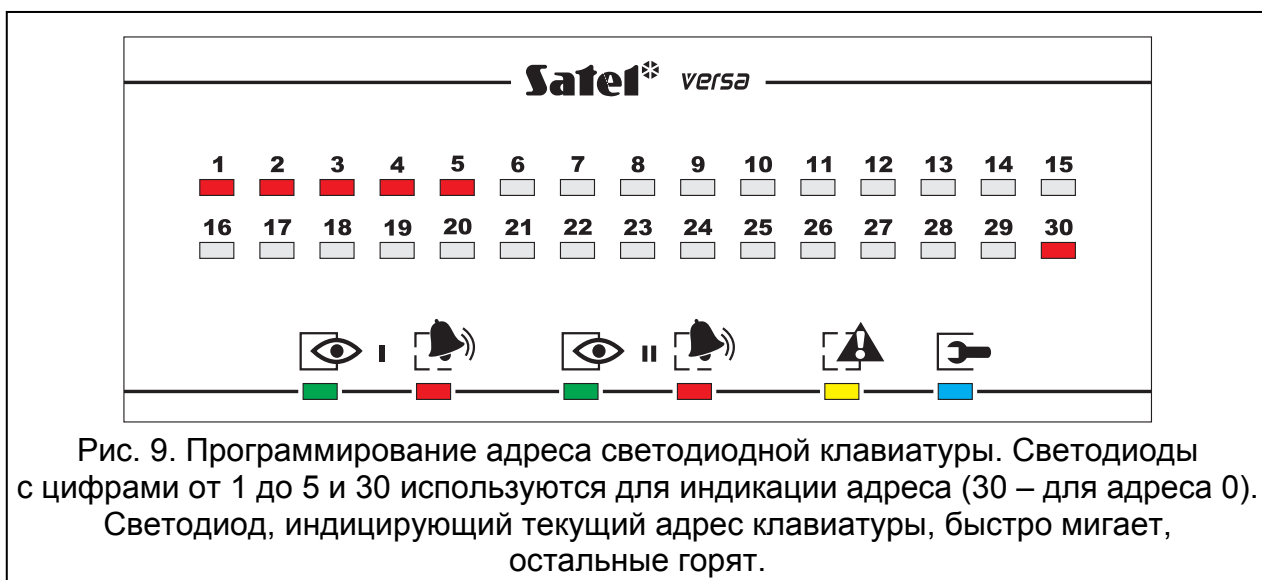 Satel* versa
1 2 3 4 5 6 7 8 9 10 11 12 13 14 15
16 17 18 19 20 21 22 23 24 25 26 27 28 29 30
I II
Рис. 9. Программирование адреса светодиодной клавиатуры. Светодиоды
с цифрами от 1 до 5 и 30 используются для индикации адреса (30 – для адреса 0).
Светодиод, индицирующий текущий адрес клавиатуры, быстро мигает,
остальные горят.